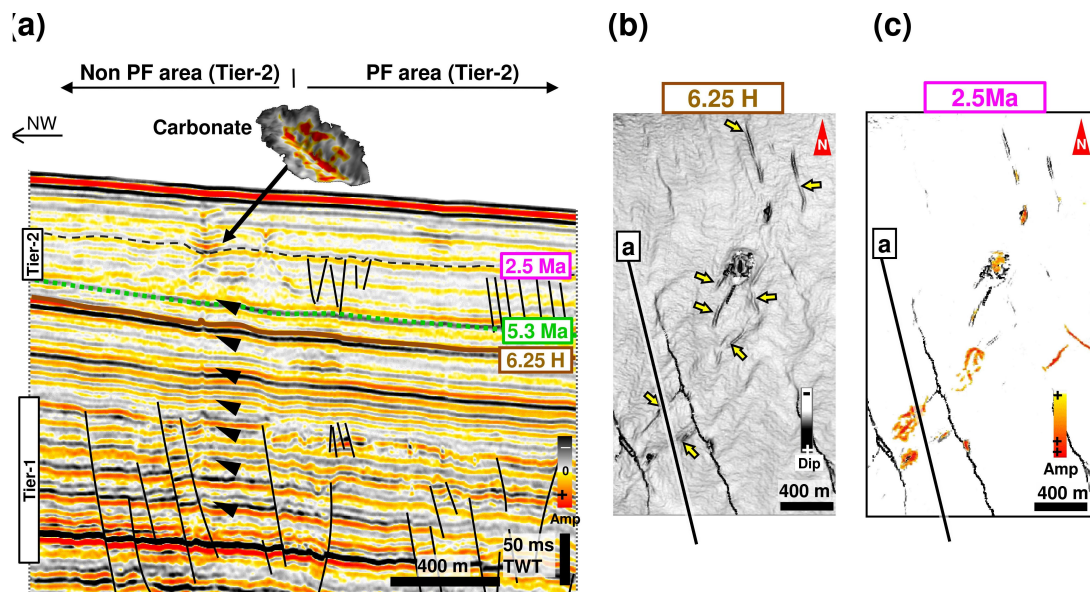 (a)
Non PF area (Tier-2)
PF area (Tier-2)
NW
Carbonate
Tier-2
2.5 Ma
5.3 Ma
6.25 H
Tier-1
–
0
+
Amp
50 ms
TWT
400 m
(b)
6.25 H
N
a
-
+
Dip
400 m
(c)
2.5Ma
N
a
+
+
+
Amp
400 m